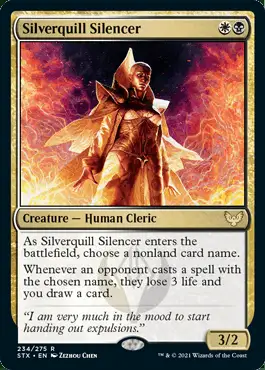 Silverquill Silencer
Creature — Human Cleric
As Silverquill Silencer enters the
battlefield, choose a nonland card name.
Whenever an opponent casts a spell with
the chosen name, they lose 3 life and
you draw a card.
"I am very much in the mood to start
handing out expulsions."
3/2
234/275 R
STX • EN Zezhou Chen
™ & © 2021 Wizards of the Coast